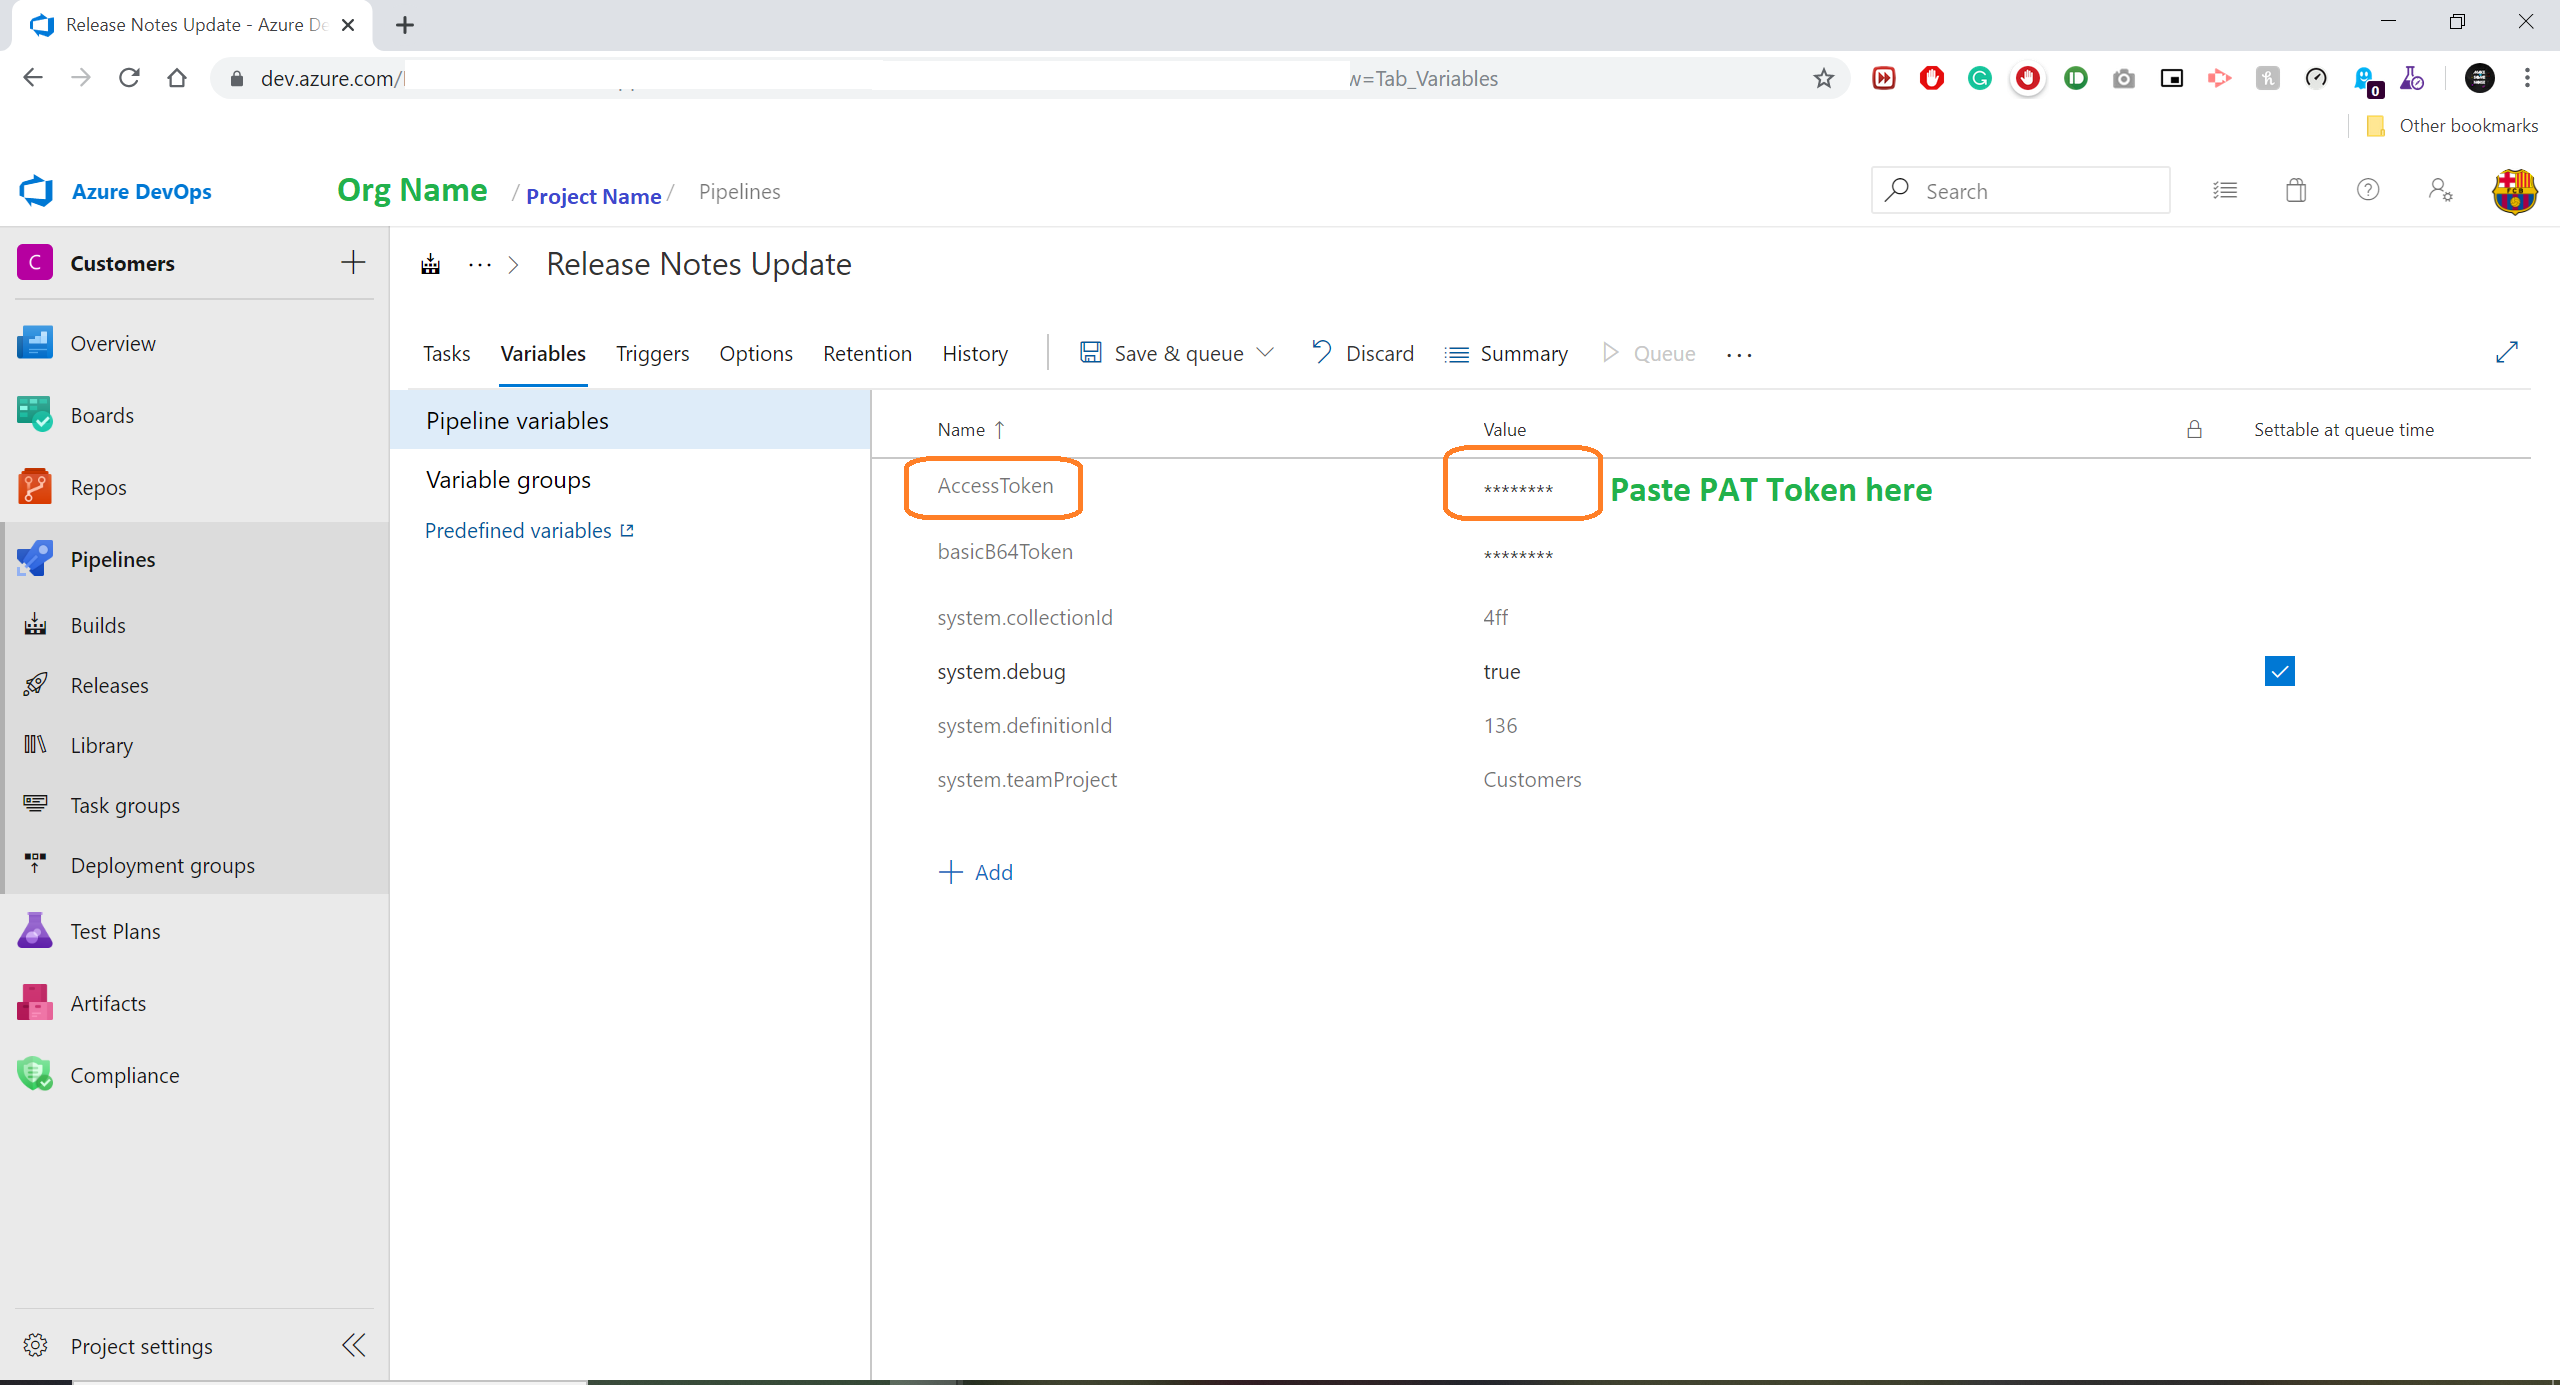 Release Notes Update - Azure De
dev.azure.com/
w=Tab_Variables
0
Other bookmarks
Azure DevOps
Org Name / Project Name / Pipelines
Search
C Customers
Release Notes Update
Overview
Boards
Repos
Pipelines
Builds
Releases
Library
Task groups
Deployment groups
Test Plans
Artifacts
Compliance
Project settings
Tasks Variables Triggers Options Retention History Save & queue Discard Summary Queue ...
Pipeline variables
Variable groups
Predefined variables
Name ↑ Value Settable at queue time
AccessToken ******** Paste PAT Token here
basicB64Token ********
system.collectionId 4ff
system.debug true
system.definitionId 136
system.teamProject Customers
+ Add